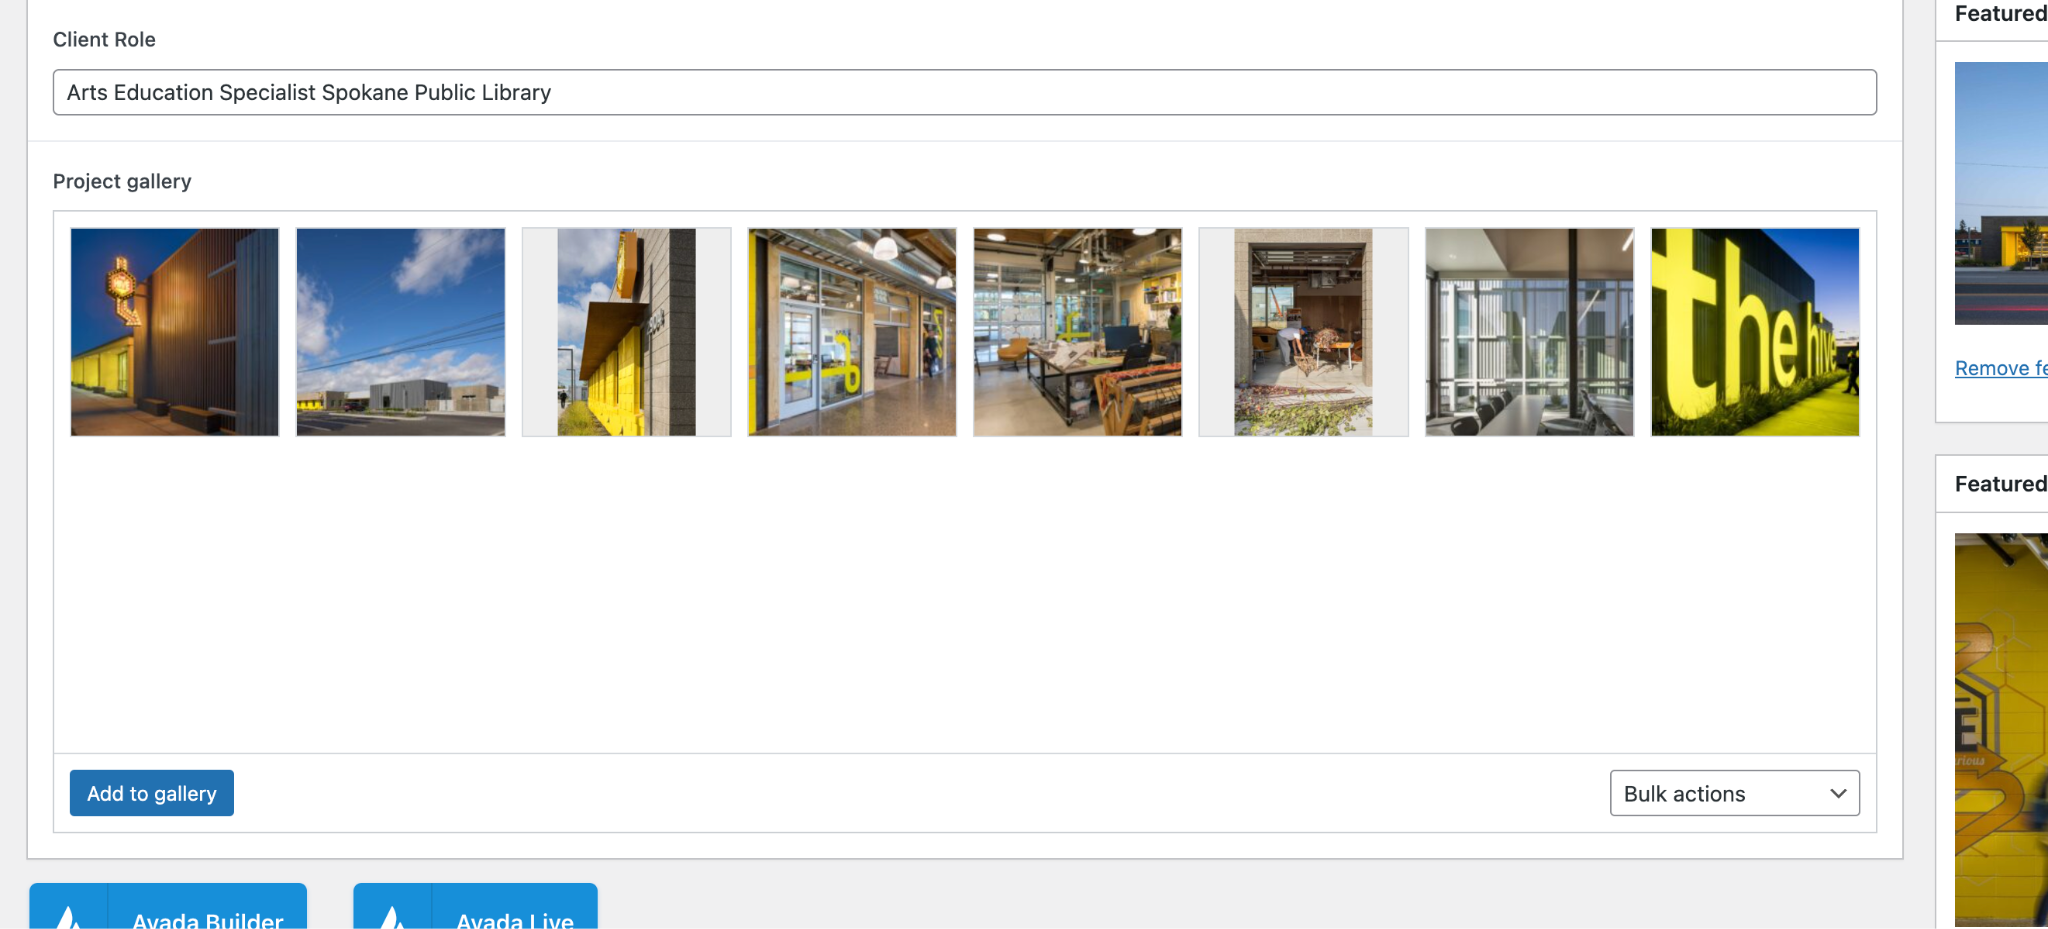 Client Role
Arts Education Specialist Spokane Public Library
Project gallery
the hive
Add to gallery
Bulk actions
Avada Builder
Avada Live
Featured
Remove fe
Featured
E
rious